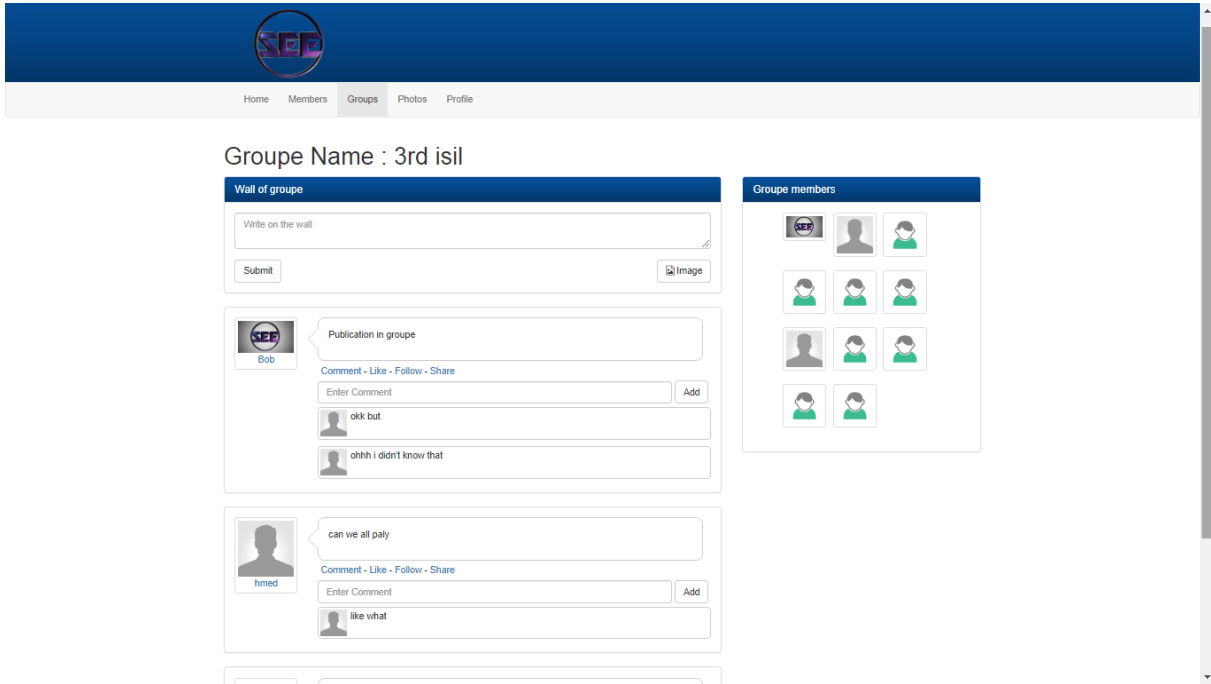 SEE
Home Members Groups Photos Profile
Groupe Name : 3rd isil
Wall of groupe
Write on the wall
Submit
Image
Groupe members
SEE
SEE
Bob
Publication in groupe
Comment - Like - Follow - Share
Enter Comment
Add
okk but.
ohhh i didn't know that
hmed
can we all paly
Comment - Like - Follow - Share
Enter Comment
Add
like what